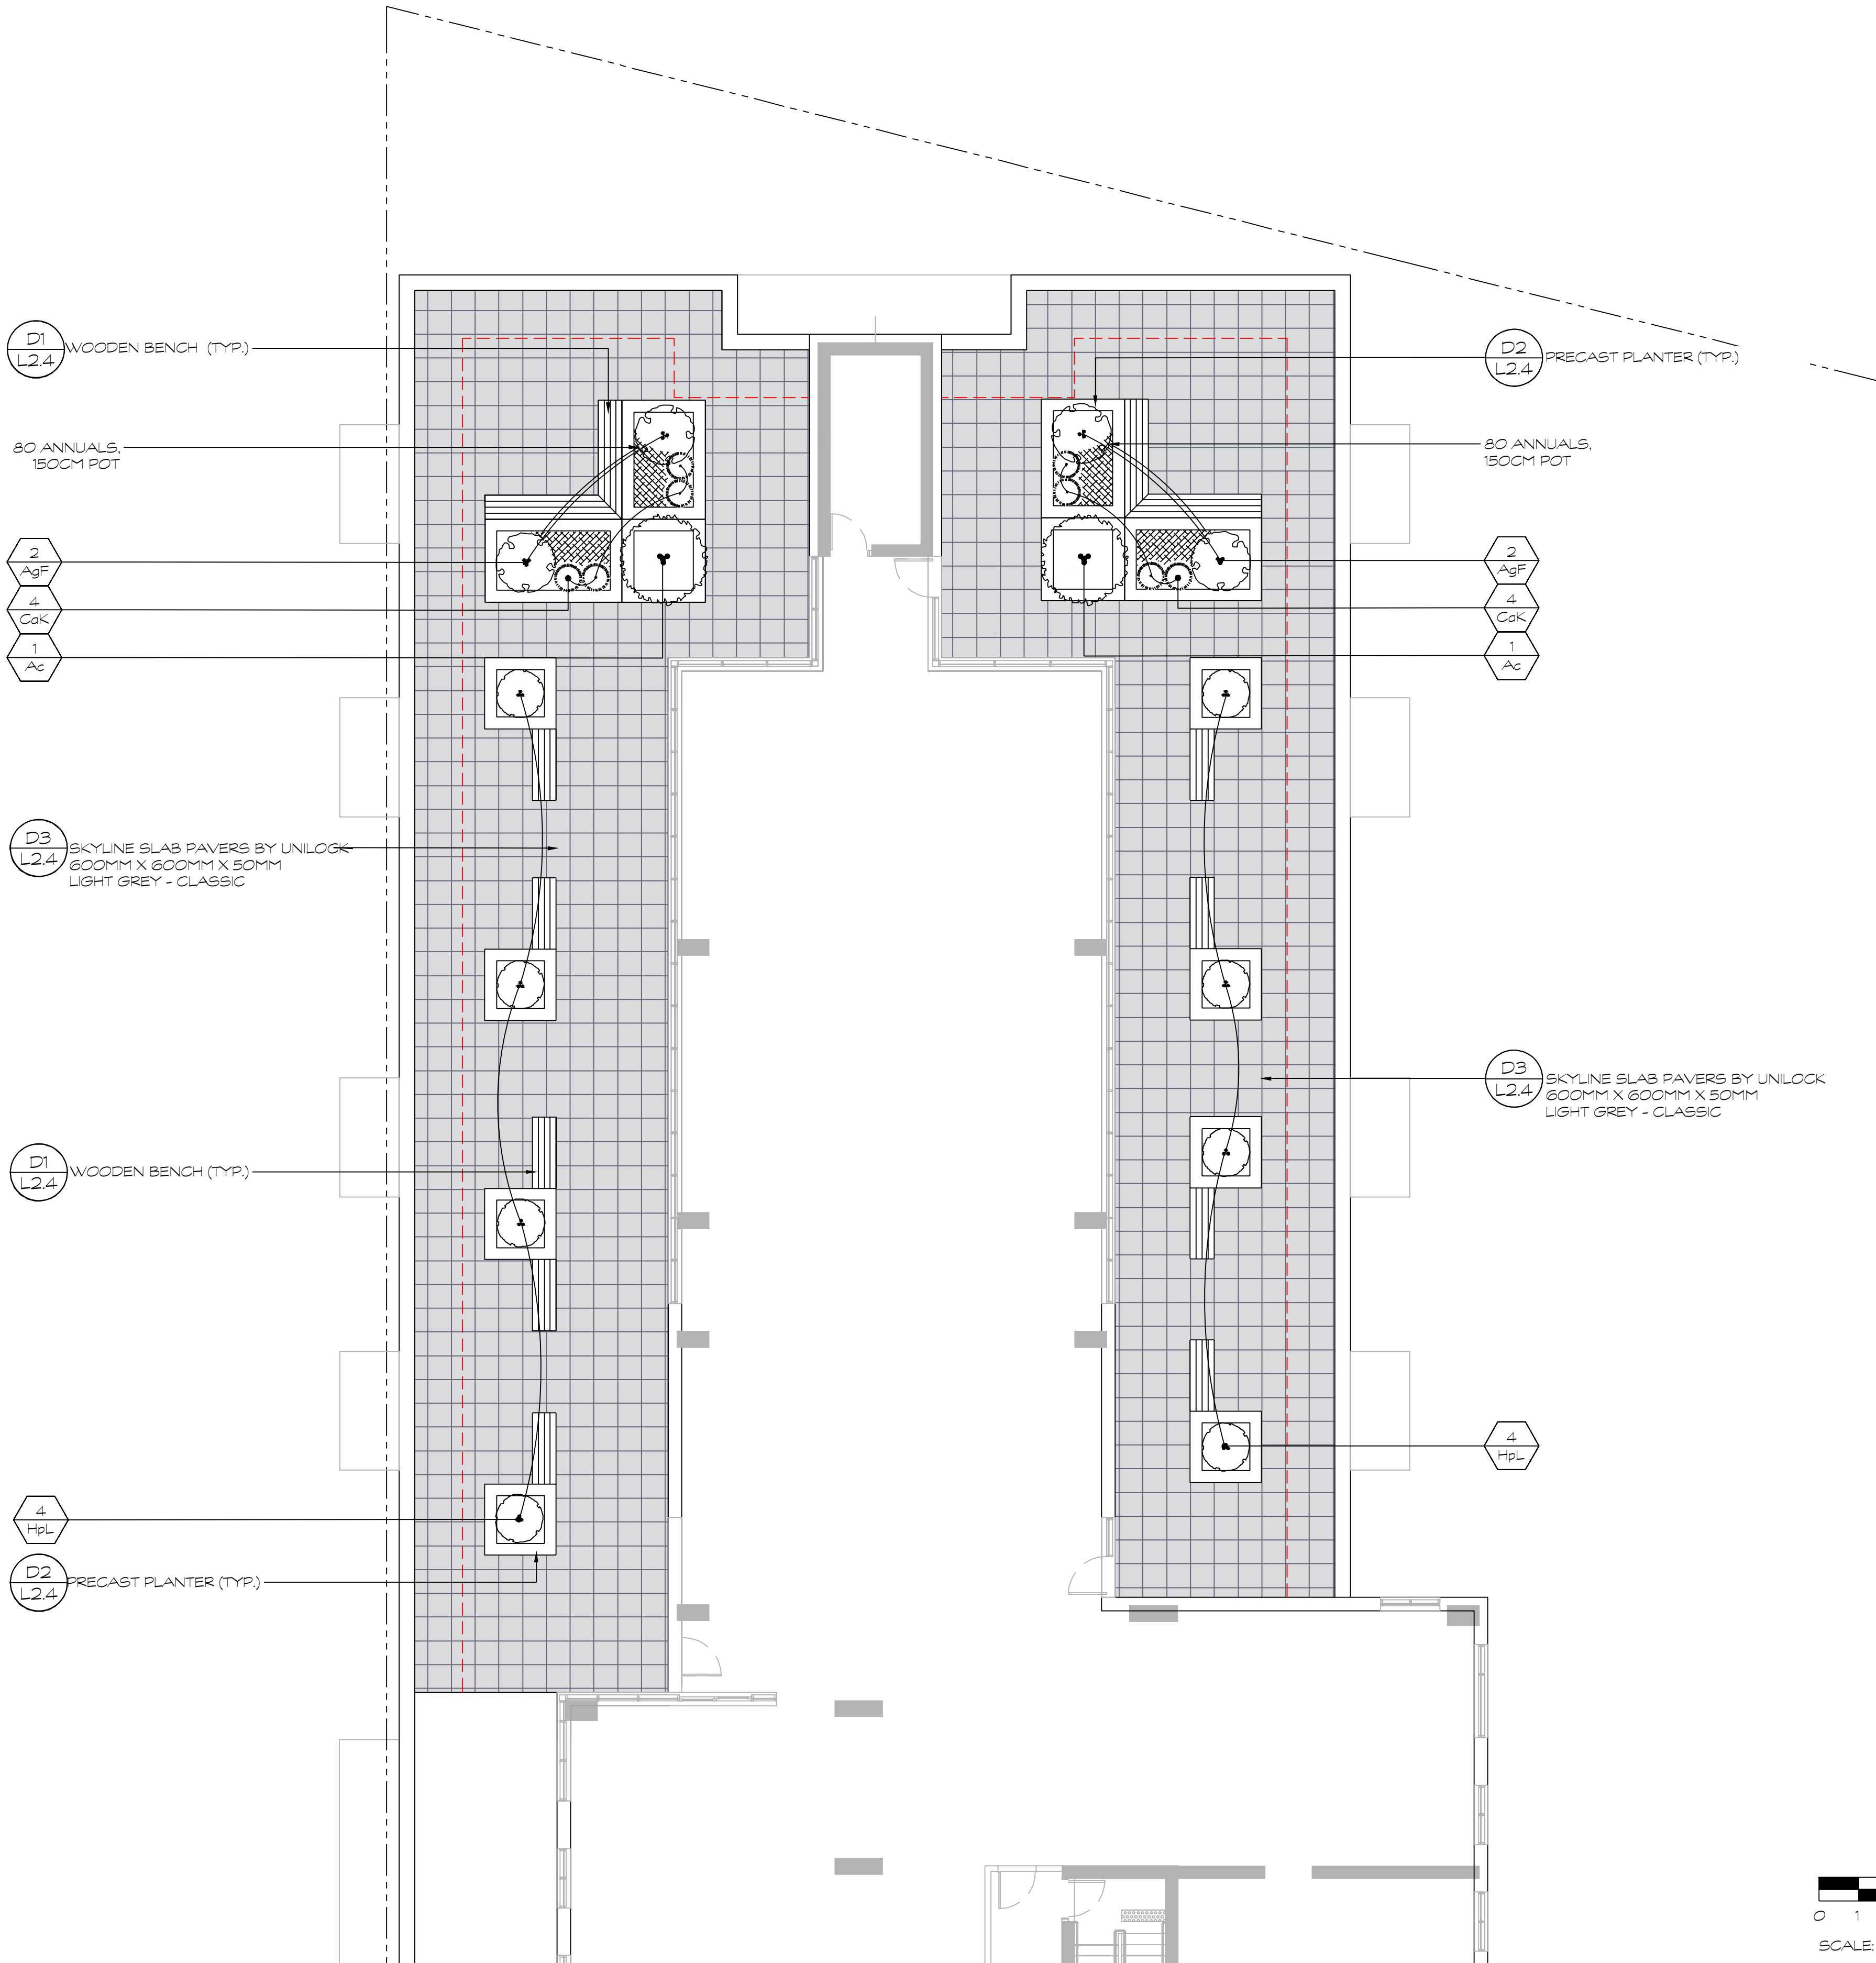 D1
L2.4
WOODEN BENCH (TYP.)
80 ANNUALS,
150CM POT
2
AgF
4
CaK
1
Ac
D3
L2.4
SKYLINE SLAB PAVERS BY UNILOCK
600MM X 600MM X 50MM
LIGHT GREY - CLASSIC
D1
L2.4
WOODEN BENCH (TYP.)
4
HpL
D2
L2.4
PRECAST PLANTER (TYP.)
D2
L2.4
PRECAST PLANTER (TYP.)
80 ANNUALS,
150CM POT
2
AgF
4
CaK
1
Ac
D3
L2.4
SKYLINE SLAB PAVERS BY UNILOCK
600MM X 600MM X 50MM
LIGHT GREY - CLASSIC
4
HpL
0 1
SCALE: